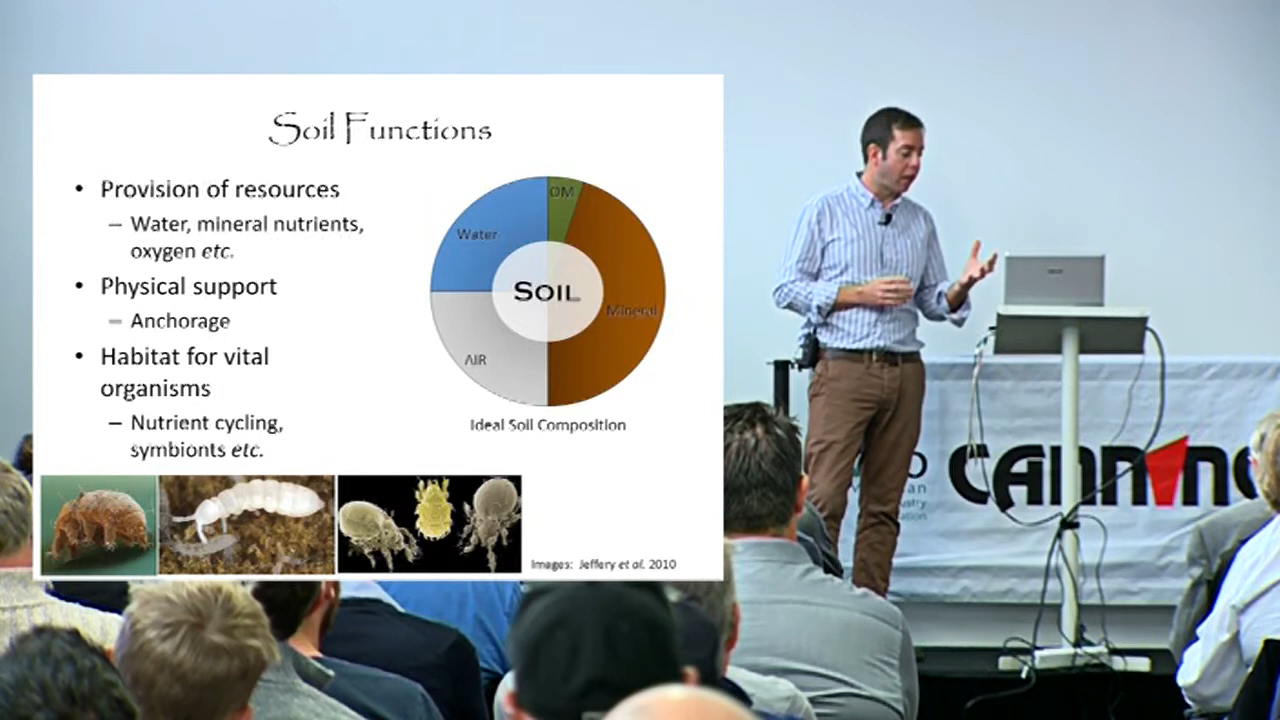 Soil Functions
• Provision of resources
– Water, mineral nutrients,
oxygen etc.
• Physical support
– Anchorage
• Habitat for vital
organisms
– Nutrient cycling,
symbionts etc.
OM
Water
SOIL
Mineral
AIR
Ideal Soil Composition
Images: Jeffery et al. 2010
CANNING